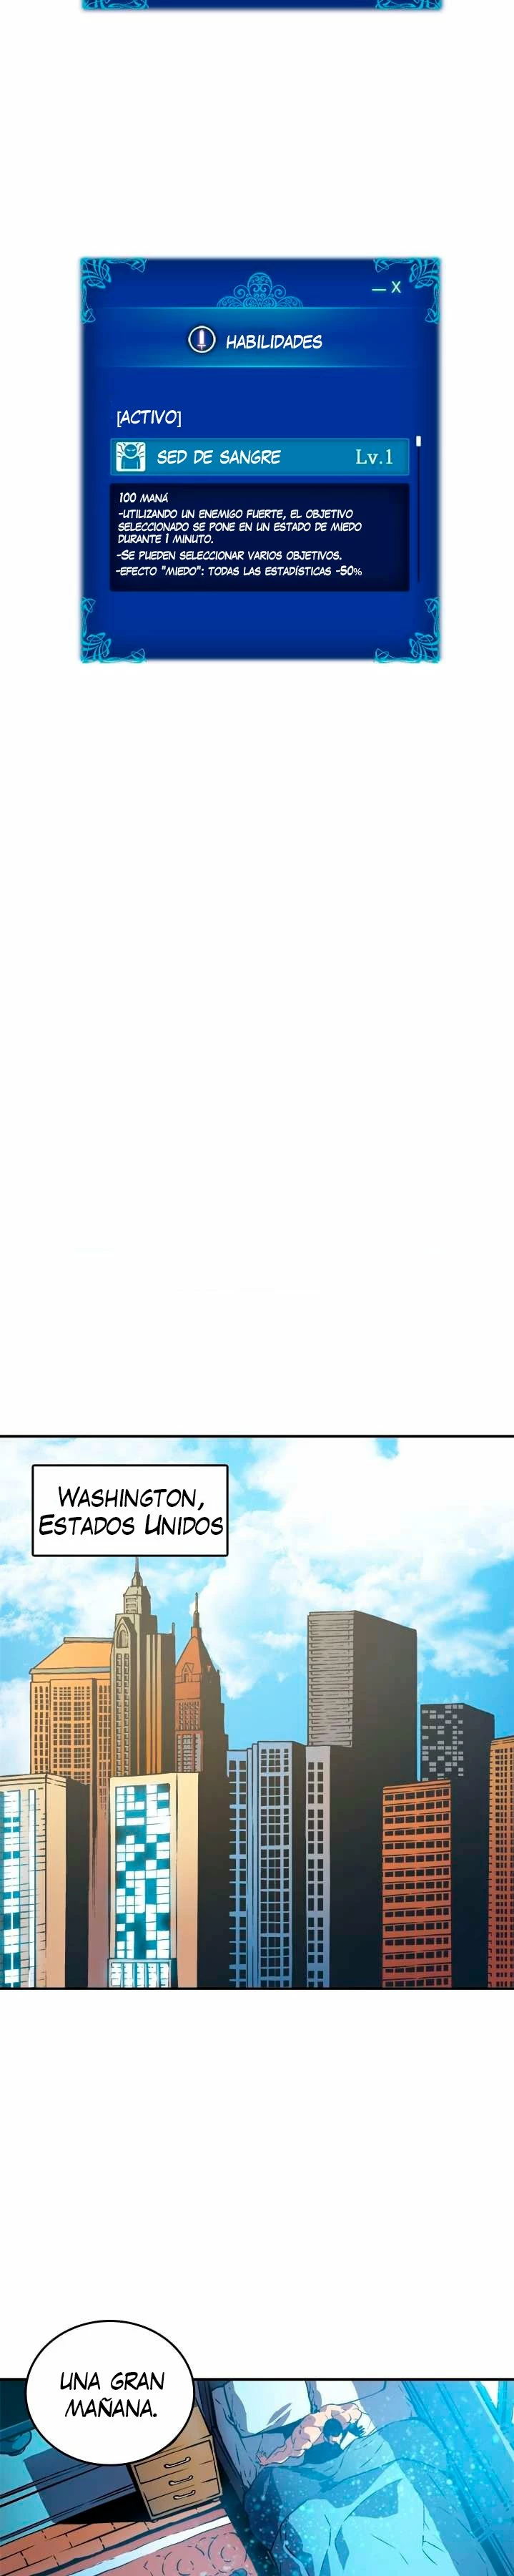 — X
HABILIDADES
[ACTIVO]
SED DE SANGRE Lv.1
100 MANÁ
-UTILIZANDO UN ENEMIGO FUERTE, EL OBJETIVO
SELECCIONADO SE PONE EN UN ESTADO DE MIEDO
DURANTE 1 MINUTO.
-SE PUEDEN SELECCIONAR VARIOS OBJETIVOS.
-EFECTO "MIEDO": TODAS LAS ESTADÍSTICAS -50%
WASHINGTON,
ESTADOS UNIDOS
UNA GRAN
MAÑANA.